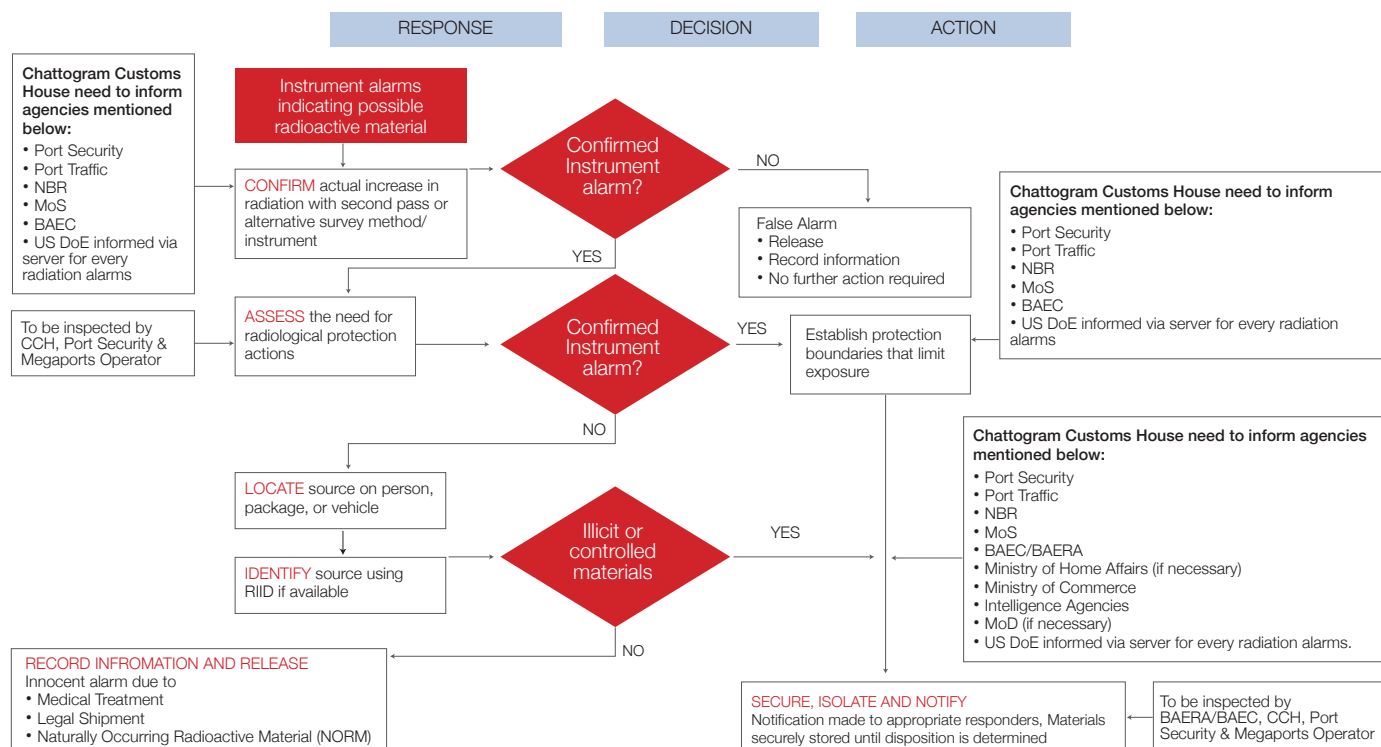 RESPONSE
DECISION
ACTION
Chattogram Customs
House need to inform
agencies mentioned
below:
• Port Security
• Port Traffic
• NBR
• MoS
• BAEC
• US DoE informed via
server for every
radiation alarms
Instrument alarms
indicating possible
radioactive material
CONFIRM actual increase in
radiation with second pass or
alternative survey method/
instrument
Confirmed
Instrument
alarm?
NO
YES
False Alarm
• Release
• Record information
• No further action required
Chattogram Customs House need to inform
agencies mentioned below:
• Port Security
• Port Traffic
• NBR
• MoS
• BAEC
• US DoE informed via server for every radiation
alarms
To be inspected by
CCH, Port Security &
Megaports Operator
ASSESS the need for
radiological protection
actions
Confirmed
Instrument
alarm?
YES
NO
Establish protection
boundaries that limit
exposure
LOCATE source on person,
package, or vehicle
IDENTIFY source using
RIID if available
Illicit or
controlled
materials
YES
NO
Chattogram Customs House need to inform agencies
mentioned below:
• Port Security
• Port Traffic
• NBR
• MoS
• BAEC/BAERA
• Ministry of Home Affairs (if necessary)
• Ministry of Commerce
• Intelligence Agencies
• MoD (if necessary)
• US DoE informed via server for every radiation alarms.
RECORD INFROMATION AND RELEASE
Innocent alarm due to
• Medical Treatment
• Legal Shipment
• Naturally Occurring Radioactive Material (NORM)
SECURE, ISOLATE AND NOTIFY
Notification made to appropriate responders, Materials
securely stored until disposition is determined
To be inspected by
BAERA/BAEC, CCH, Port
Security & Megaports Operator